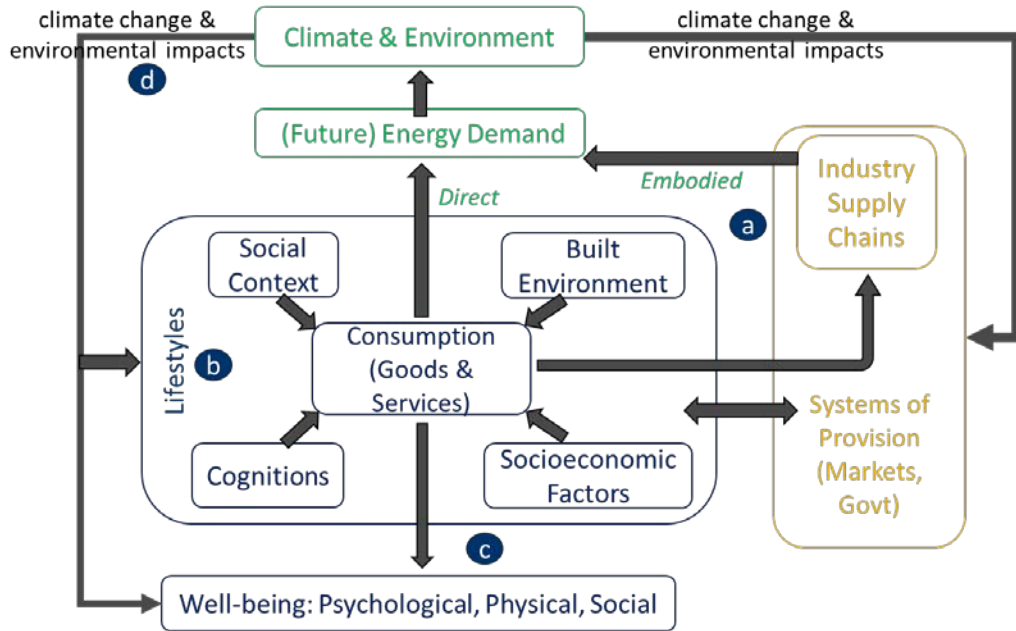 climate change &
environmental impacts
d
Climate & Environment
climate change &
environmental impacts
(Future) Energy Demand
Direct
Embodied
a
Industry
Supply
Chains
Social
Context
Built
Environment
Lifestyles
b
Consumption
(Goods &
Services)
Cognitions
Socioeconomic
Factors
Systems of
Provision
(Markets,
Govt)
c
Well-being: Psychological, Physical, Social